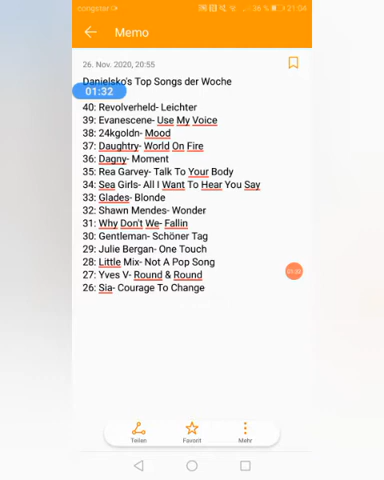 congstar
36 %
21:04
Memo
26. Nov. 2020, 20:55
Danielsko's Top Songs der Woche
01:32
40: Revolverheld- Leichter
39: Evanescene- Use My Voice
38: 24kgoldn- Mood
37: Daughtry- World On Fire
36: Dagny- Moment
35: Rea Garvey- Talk To Your Body
34: Sea Girls- All I Want To Hear You Say
33: Glades- Blonde
32: Shawn Mendes- Wonder
31: Why Don't We- Fallin
30: Gentleman- Schöner Tag
29: Julie Bergan- One Touch
28: Little Mix- Not A Pop Song
27: Yves V- Round & Round
26: Sia- Courage To Change
Teilen
Favorit
Mehr